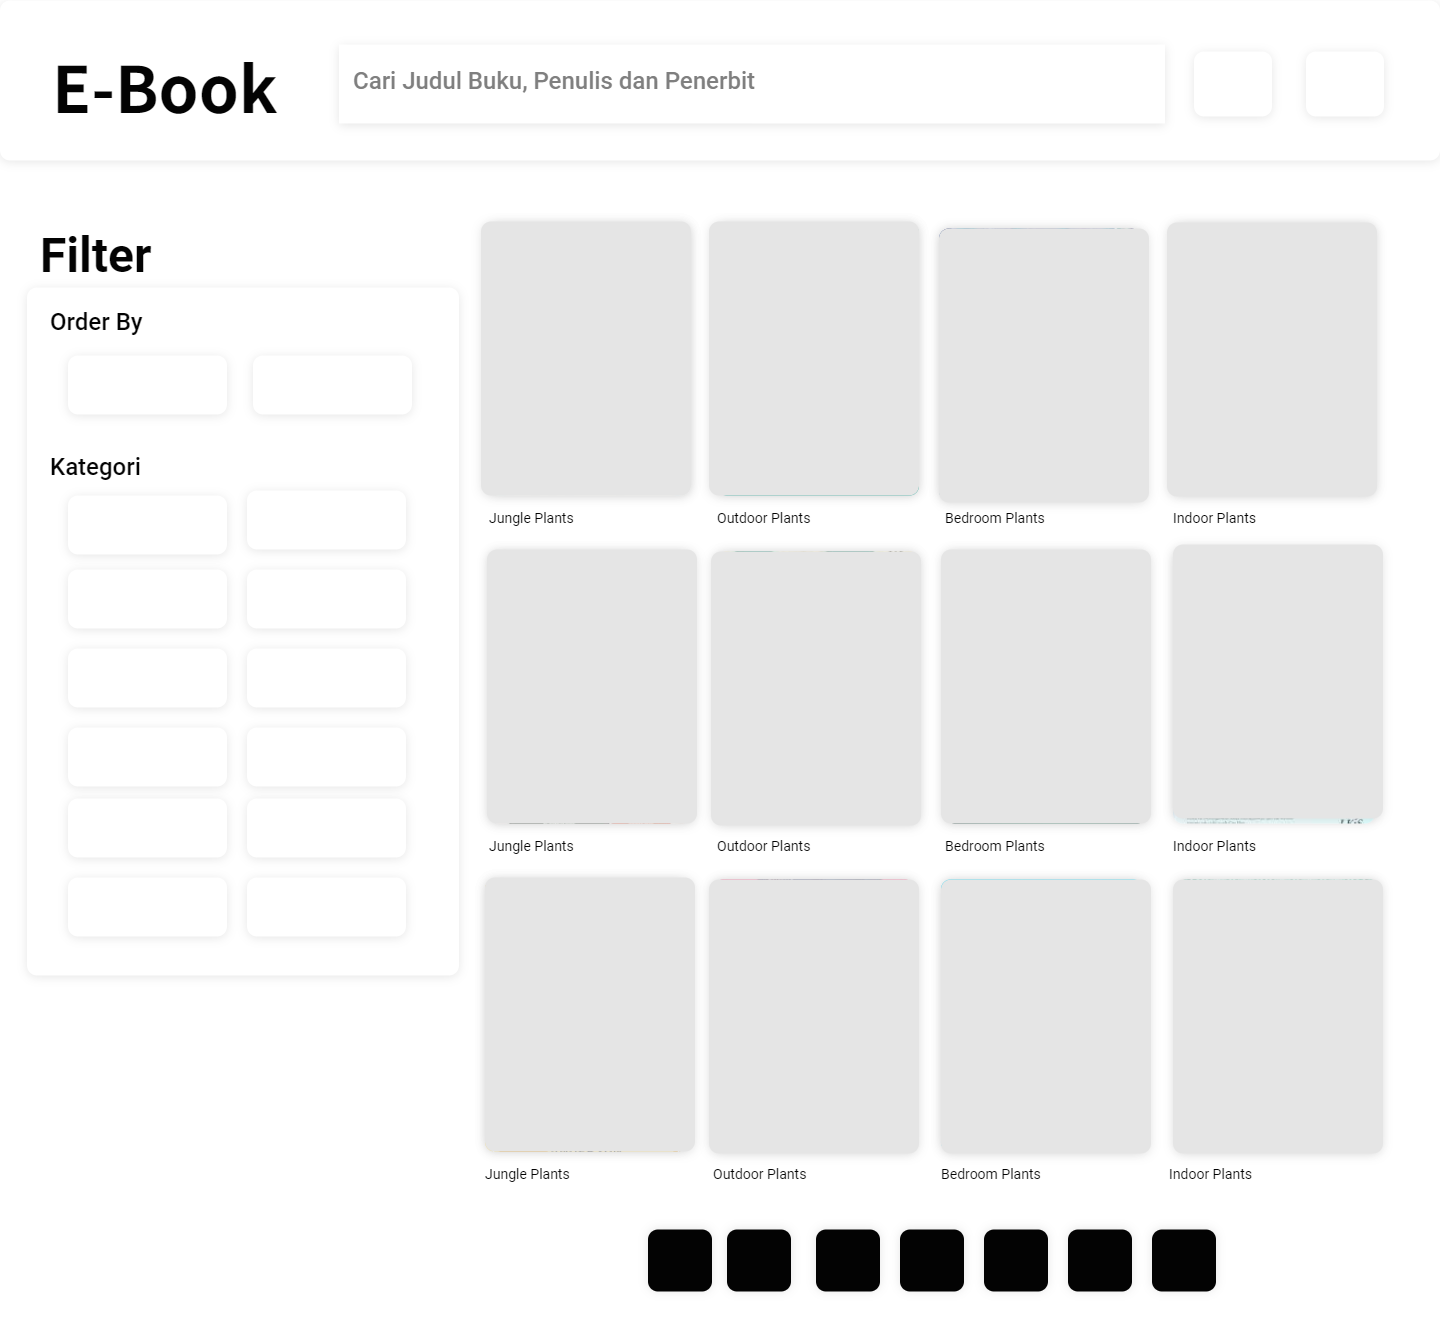 E-Book
Cari Judul Buku, Penulis dan Penerbit
Filter
Order By
Kategori
Jungle Plants
Outdoor Plants
Bedroom Plants
Indoor Plants
Jungle Plants
Outdoor Plants
Bedroom Plants
Indoor Plants
Jungle Plants
Outdoor Plants
Bedroom Plants
Indoor Plants